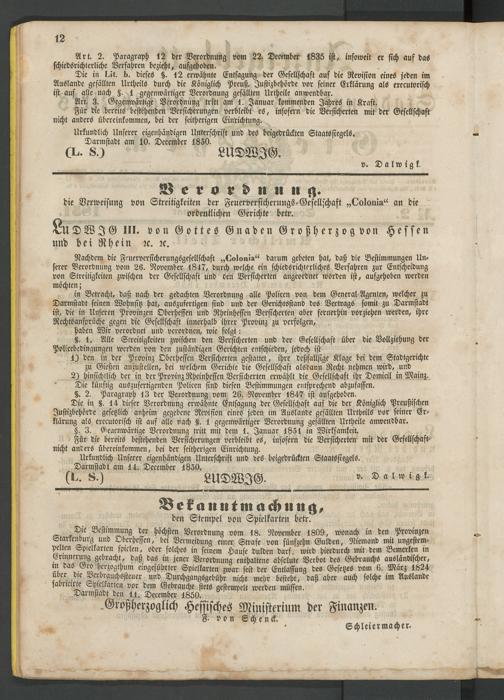 12
Art. 2. Paragraph 12 der Verordnung vom 22. December 1835 ist, insoweit er sich auf das
schiedsrichterliche Verfahren bezieht, aufgehoben.
Die in Lit. b. dieses §. 12 erwähnte Entsagung der Gesellschaft auf die Revision eines jeden im
Auslande gefällten Urtheils durch die Königlich Preuß. Justizbehörde vor seiner Erklärung als executorisch
ist auf alle nach §. 1 gegenwärtiger Verordnung gefällten Urtheile anwendbar.
Art. 3. Gegenwärtige Verordnung tritt am 1. Januar kommenden Jahres in Kraft.
Für die bereits bestehenden Versicherungen verbleibt es, insofern die Versicherten mit der Gesellschaft
nicht anders übereinkommen, bei der seitherigen Einrichtung.
Urkundlich Unserer eigenhändigen Unterschrift und des beigedrückten Staatssiegels.
Darmstadt am 10. December 1850.
(L. S.) LUDWIG.
v. Dalwigk.
Verordnung,
die Verweisung von Streitigkeiten der Feuerversicherungs-Gesellschaft „Colonia“ an die
ordentlichen Gerichte betr.
LUDWIG III. von Gottes Gnaden Großherzog von Hessen
und bei Rhein ꝛc. ꝛc.
Nachdem die Feuerversicherungsgesellschaft „Colonia“ darum gebeten hat, daß die Bestimmungen Un-
serer Verordnung vom 26. November 1847, durch welche ein schiedsrichterliches Verfahren zur Entscheidung
von Streitigkeiten zwischen der Gesellschaft und den Versicherten angeordnet worden ist, aufgehoben werden
möchten;
in Betracht, daß nach der gedachten Verordnung alle Policen von dem General-Agenten, welcher zu
Darmstadt seinen Wohnsitz hat, auszufertigen sind und der Gerichtsstand des Vertrags somit zu Darmstadt
ist, die in Unseren Provinzen Oberhessen und Rheinhessen Versicherten aber fernerhin vorziehen werden, ihre
Rechtsansprüche gegen die Gesellschaft innerhalb ihrer Provinz zu verfolgen,
haben Wir verordnet und verordnen, wie folgt:
§. 1. Alle Streitigkeiten zwischen den Versicherten und der Gesellschaft über die Vollziehung der
Policebedingungen werden von den zuständigen Gerichten entschieden, jedoch ist
1) den in der Provinz Oberhessen Versicherten gestattet, ihre desfallsige Klage bei dem Stadtgerichte
zu Gießen anzustellen, bei welchem Gerichte die Gesellschaft alsdann Recht nehmen wird, und
2) hinsichtlich der in der Provinz Rheinhessen Versicherten erwählt die Gesellschaft ihr Domicil in Mainz.
Die künftig auszufertigenden Policen sind diesen Bestimmungen entsprechend abzufassen.
§. 2. Paragraph 13 der Verordnung vom 26. November 1847 ist aufgehoben.
Die in §. 14 dieser Verordnung erwähnte Entsagung der Gesellschaft auf die der Königlich Preußischen
Justizbehörde gesetzlich anheim gegebene Revision eines jeden im Auslande gefällten Urtheils vor seiner Er-
klärung als executorisch ist auf alle nach §. 1 gegenwärtiger Verordnung gefällten Urtheile anwendbar.
§. 3. Gegenwärtige Verordnung tritt mit dem 1. Januar 1851 in Wirksamkeit.
Für die bereits bestehenden Versicherungen verbleibt es, insofern die Versicherten mit der Gesellschaft
nicht anders übereinkommen, bei der seitherigen Einrichtung.
Urkundlich Unserer eigenhändigen Unterschrift und des beigedrückten Staatssiegels.
Darmstadt am 14. December 1850.
(L. S.) LUDWIG. v. Dalwigk.
Bekanntmachung,
den Stempel von Spielkarten betr.
Die Bestimmung der höchsten Verordnung vom 18. November 1809, wonach in den Provinzen
Starkenburg und Oberhessen, bei Vermeidung einer Strafe von fünfzehn Gulden, Niemand mit ungestem-
pelten Spielkarten spielen, oder solches in seinem Hause dulden darf, wird hierdurch mit dem Bemerken in
Erinnerung gebracht, daß das in jener Verordnung enthaltene absolute Verbot des Gebrauchs ausländischer,
in das Großherzogthum eingeführter Spielkarten zwar seit der Entlassung des Gesetzes vom 6. März 1824
über die Verbrauchssteuer und Durchgangsgebühr nicht mehr besteht, daß aber auch solche im Auslande
fabricirte Spielkarten vor dem Gebrauche stets gestempelt werden müssen.
Darmstadt den 11. December 1850.
Großherzoglich Hessisches Ministerium der Finanzen.
F. von Schenck.
Schleiermacher.